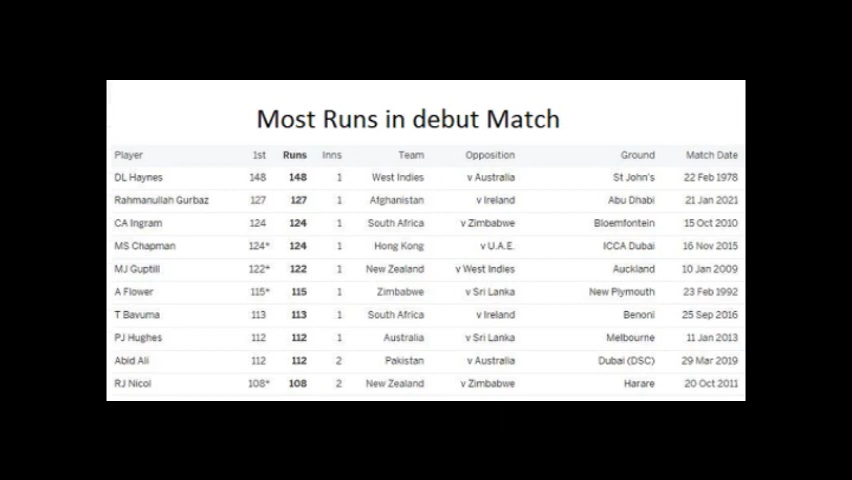 Most Runs in debut Match
Player 1st Runs Inns Team Opposition Ground Match Date
DL Haynes 148 148 1 West Indies v Australia St John's 22 Feb 1978
Rahmanullah Gurbaz 127 127 1 Afghanistan v Ireland Abu Dhabi 21 Jan 2021
CA Ingram 124 124 1 South Africa v Zimbabwe Bloemfontein 15 Oct 2010
MS Chapman 124* 124 1 Hong Kong v U.A.E. ICCA Dubai 16 Nov 2015
MJ Guptill 122* 122 1 New Zealand v West Indies Auckland 10 Jan 2009
A Flower 115* 115 1 Zimbabwe v Sri Lanka New Plymouth 23 Feb 1992
T Bavuma 113 113 1 South Africa v Ireland Benoni 25 Sep 2016
PJ Hughes 112 112 1 Australia v Sri Lanka Melbourne 11 Jan 2013
Abid Ali 112 112 2 Pakistan v Australia Dubai (DSC) 29 Mar 2019
RJ Nicol 108* 108 2 New Zealand v Zimbabwe Harare 20 Oct 2011